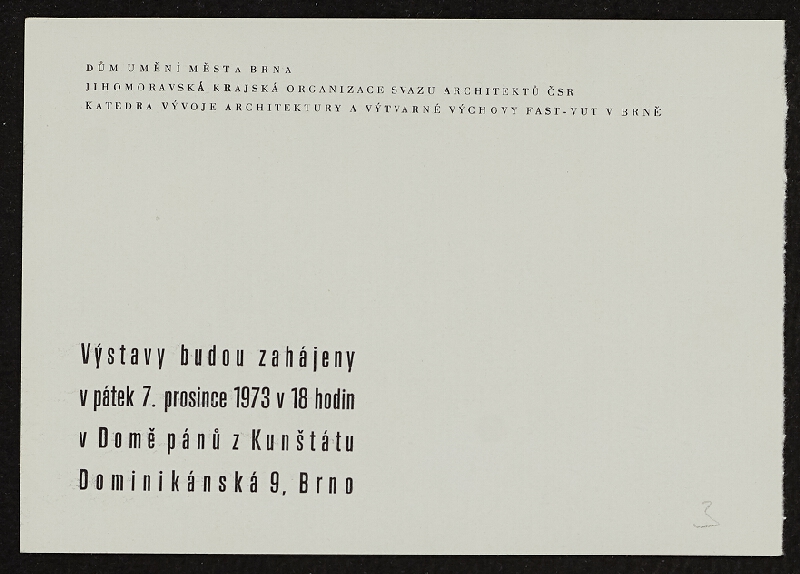 DŮM UMĚNÍ MĚSTA BRNA
JIHOMORAVSKÁ KRAJSKÁ ORGANIZACE SVAZU ARCHITEKTŮ ČSR
KATEDRA VÝVOJE ARCHITEKTURY A VÝTVARNÉ VÝCHOVY FAST-VUT V BRNĚ
Výstavy budou zahájeny
v pátek 7. prosince 1973 v 18 hodin
v Domě pánů z Kunštátu
Dominikánská 9, Brno
3